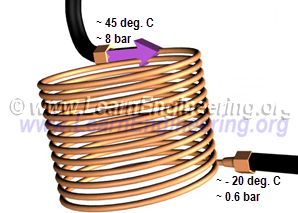 ~ 45 deg. C
~ 8 bar
© www.LearnEngineering.org
www.LearnEngineering.org
~ - 20 deg. C
~ 0.6 bar